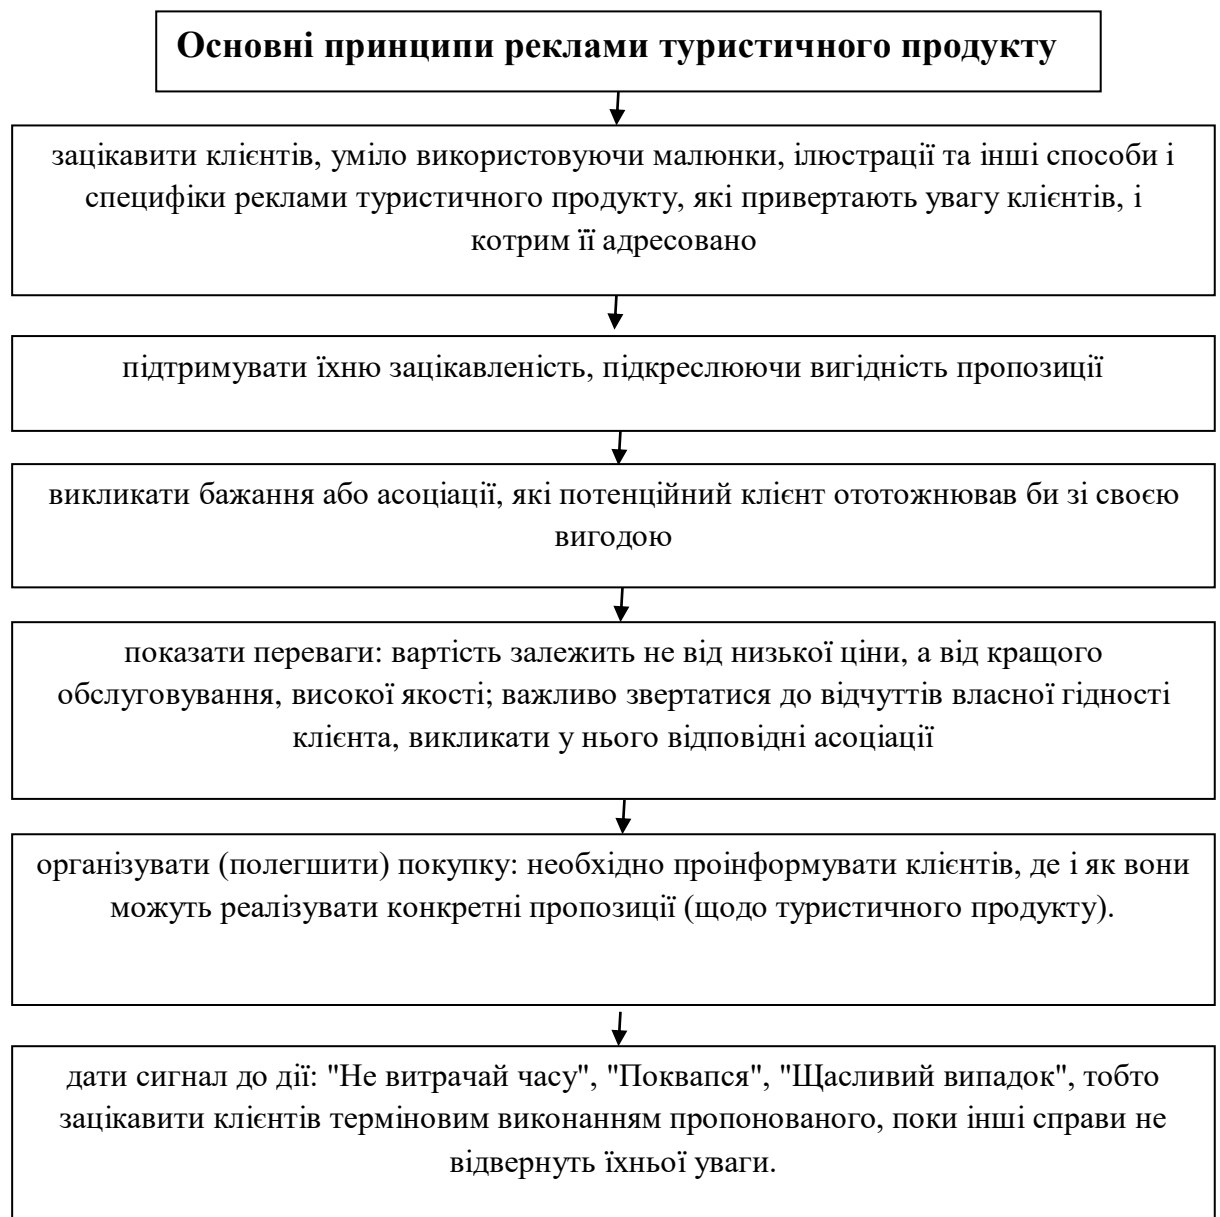 Основні принципи реклами туристичного продукту
зацікавити клієнтів, уміло використовуючи малюнки, ілюстрації та інші способи і
специфіки реклами туристичного продукту, які привертають увагу клієнтів, і
котрим її адресовано
підтримувати їхню зацікавленість, підкреслюючи вигідність пропозиції
викликати бажання або асоціації, які потенційний клієнт ототожнював би зі своєю
вигодою
показати переваги: вартість залежить не від низької ціни, а від кращого
обслуговування, високої якості; важливо звертатися до відчуттів власної гідності
клієнта, викликати у нього відповідні асоціації
організувати (полегшити) покупку: необхідно проінформувати клієнтів, де і як вони
можуть реалізувати конкретні пропозиції (щодо туристичного продукту).
дати сигнал до дії: "Не витрачай часу", "Поквапся", "Щасливий випадок", тобто
зацікавити клієнтів терміновим виконанням пропонованого, поки інші справи не
відвернуть їхньої уваги.